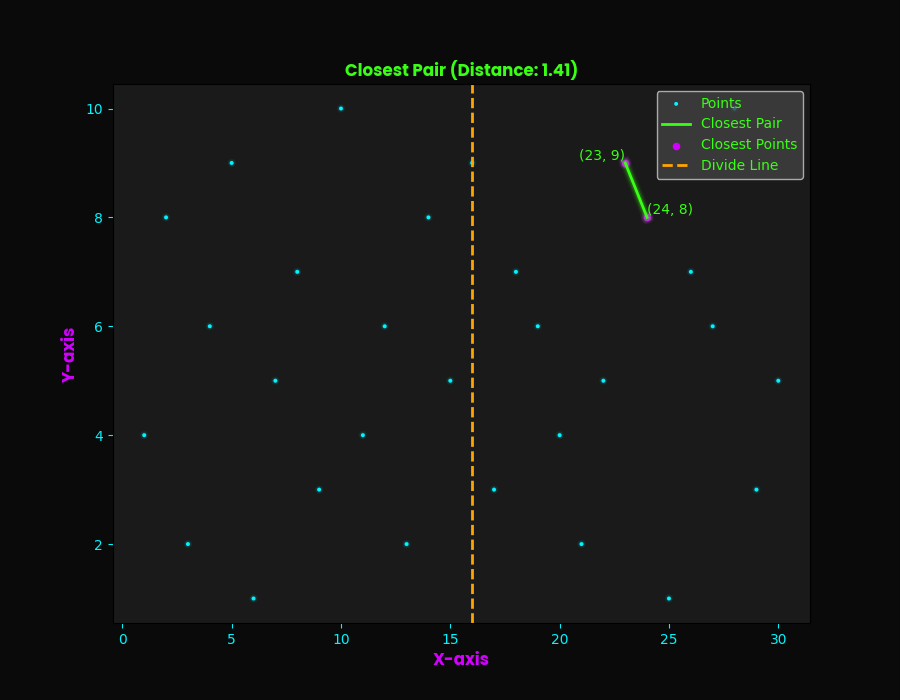 Closest Pair (Distance: 1.41)
Points
Closest Pair
Closest Points
Divide Line
(23, 9)
(24, 8)
10
8
6
4
2
Y-axis
0 5 10 15 20 25 30
X-axis